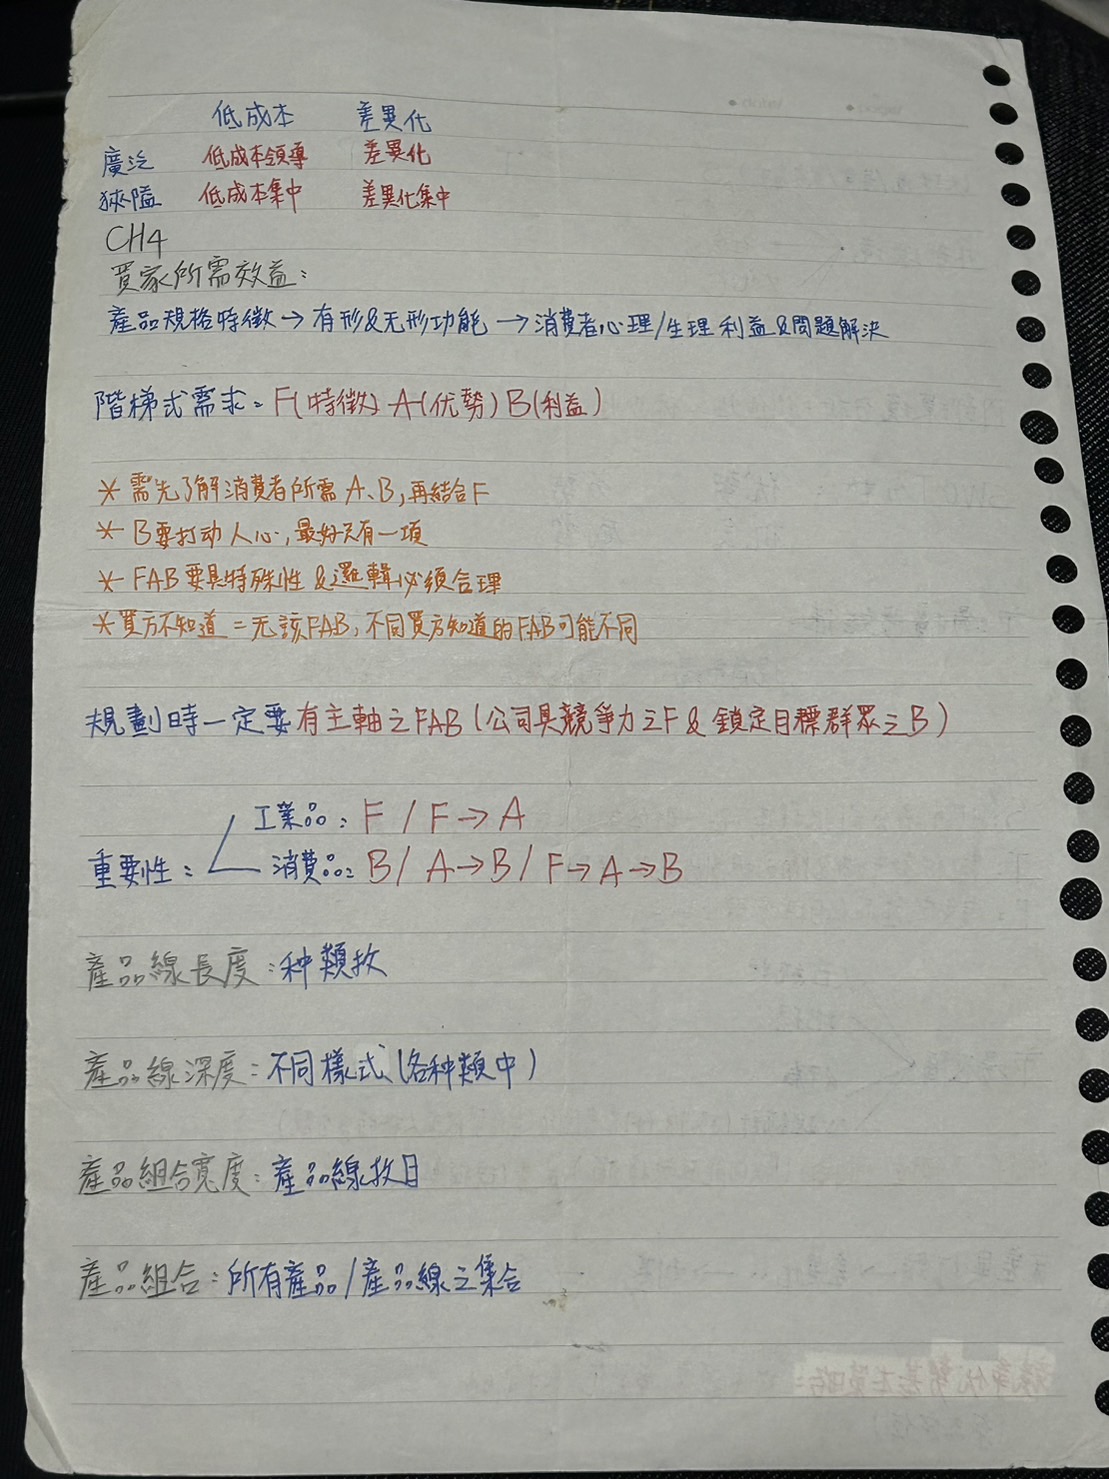 低成本 差異化
廣泛 低成本領導 差異化
狹隘 低成本集中 差異化集中
CH4
買家所需效益:
產品規格特徵→有形&无形功能→消費者心理/生理利益&問題解決
階梯式需求: F(特徵) A(优勢) B(利益)
* 需先了解消費者所需A、B,再結合F
* B要打动人心,最好只有一項
* FAB要具特殊性&邏輯必須合理
* 買方不知道=无該FAB,不同買方知道的FAB可能不同
規劃時一定要有主軸之FAB(公司具競爭力之F & 鎖定目標群眾之B)
工業品: F / F→A
重要性:
消費品: B / A→B / F→A→B
產品線長度:种類数
產品線深度:不同樣式(各种類中)
產品組合寬度:產品線数目
產品組合:所有產品/產品線之集合